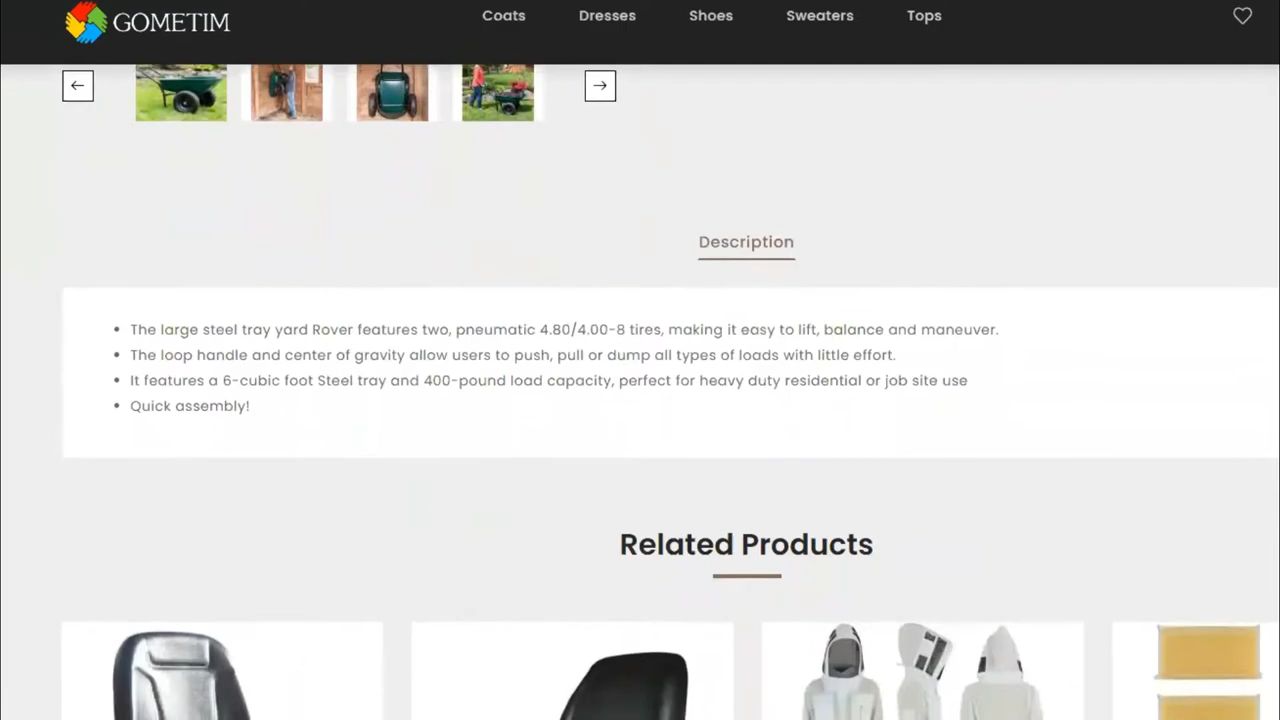 GOMETIM
Coats Dresses Shoes Sweaters Tops
Description
The large steel tray yard Rover features two, pneumatic 4.80/4.00-8 tires, making it easy to lift, balance and maneuver.
The loop handle and center of gravity allow users to push, pull or dump all types of loads with little effort.
It features a 6-cubic foot Steel tray and 400-pound load capacity, perfect for heavy duty residential or job site use
Quick assembly!
Related Products